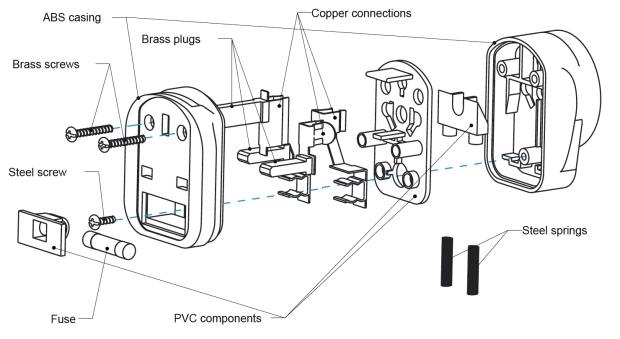 ABS casing
Copper connections
Brass plugs
Brass screws
Steel screw
Steel springs
Fuse
PVC components